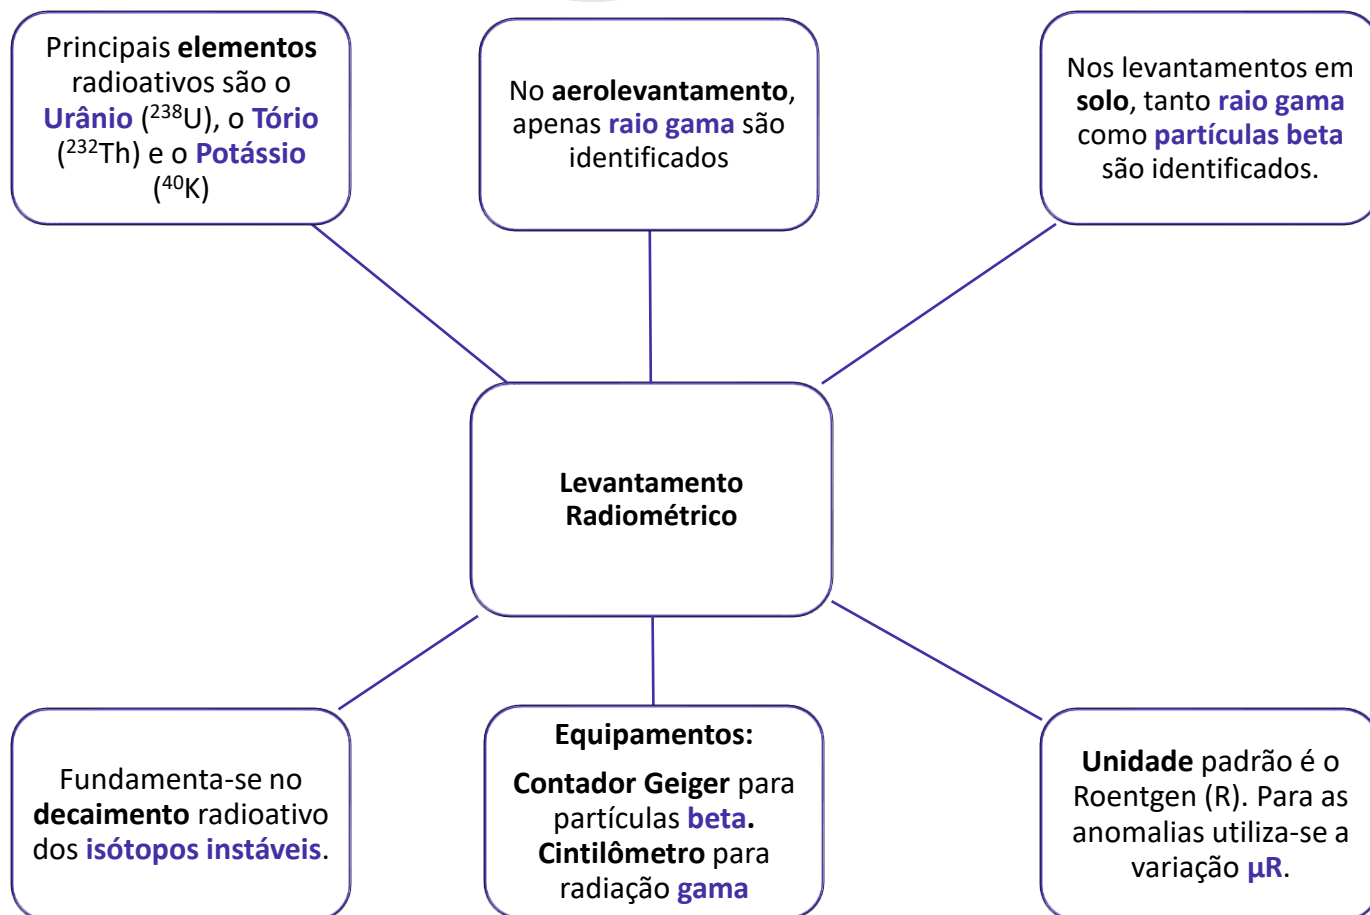 Principais elementos
radioativos são o
Urânio (²³⁸U), o Tório
(²³²Th) e o Potássio
(⁴⁰K)
No aerolevantamento,
apenas raio gama são
identificados
Nos levantamentos em
solo, tanto raio gama
como partículas beta
são identificados.
Levantamento
Radiométrico
Fundamenta-se no
decaimento radioativo
dos isótopos instáveis.
Equipamentos:
Contador Geiger para
partículas beta.
Cintilômetro para
radiação gama
Unidade padrão é o
Roentgen (R). Para as
anomalias utiliza-se a
variação µR.